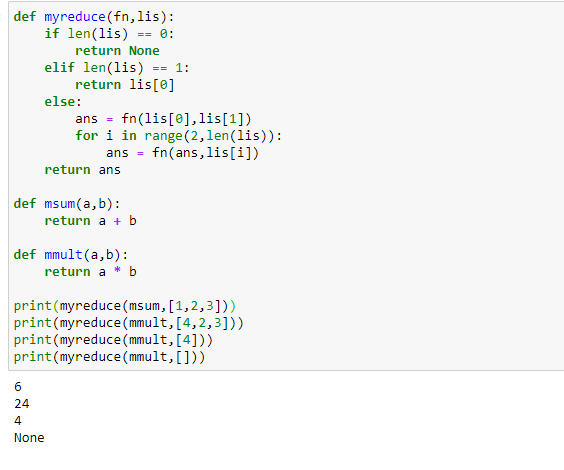 def myreduce(fn,lis):
    if len(lis) == 0:
        return None
    elif len(lis) == 1:
        return lis[0]
    else:
        ans = fn(lis[0],lis[1])
        for i in range(2,len(lis)):
            ans = fn(ans,lis[i])
    return ans

def msum(a,b):
    return a + b

def mmult(a,b):
    return a * b

print(myreduce(msum,[1,2,3]))
print(myreduce(mmult,[4,2,3]))
print(myreduce(mmult,[4]))
print(myreduce(mmult,[]))
6
24
4
None